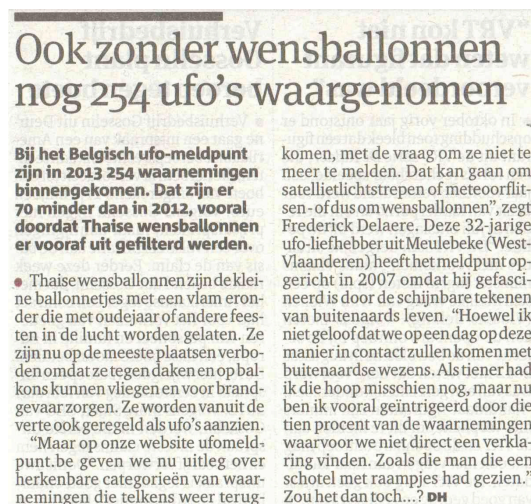 Ook zonder wensballonnen
nog 254 ufo's waargenomen
Bij het Belgisch ufo-meldpunt
zijn in 2013 254 waarnemingen
binnengekomen. Dat zijn er
70 minder dan in 2012, vooral
doordat Thaise wensballonnen
er vooraf uit gefilterd werden.
● Thaise wensballonnen zijn de klei-
ne ballonnetjes met een vlam eron-
der die met oudejaar of andere fees-
ten in de lucht worden gelaten. Ze
zijn nu op de meeste plaatsen verbo-
den omdat ze tegen daken en op bal-
kons kunnen vliegen en voor brand-
gevaar zorgen. Ze worden vanuit de
verte ook geregeld als ufo's aanzien.
“Maar op onze website ufomeld-
punt.be geven we nu uitleg over
herkenbare categorieën van waar-
nemingen die telkens weer terug-
komen, met de vraag om ze niet
meer te melden. Dat kan gaan om
satellietlichtstrepen of meteoorflit-
sen - of dus om wensballonnen”, zegt
Frederick Delaere. Deze 32-jarige
ufo-liefhebber uit Meulebeke (West-
Vlaanderen) heeft het meldpunt op-
gericht in 2007 omdat hij gefasci-
neerd is door de schijnbare tekenen
van buitenaards leven. “Hoewel ik
niet geloof dat we op een dag op deze
manier in contact zullen komen met
buitenaardse wezens. Als tiener had
ik die hoop misschien nog, maar nu
ben ik vooral geïntrigeerd door die
tien procent van de waarnemingen
waarvoor we niet direct een verkla-
ring vinden. Zoals die man die een
schotel met raampjes had gezien.”
Zou het dan toch...? DH